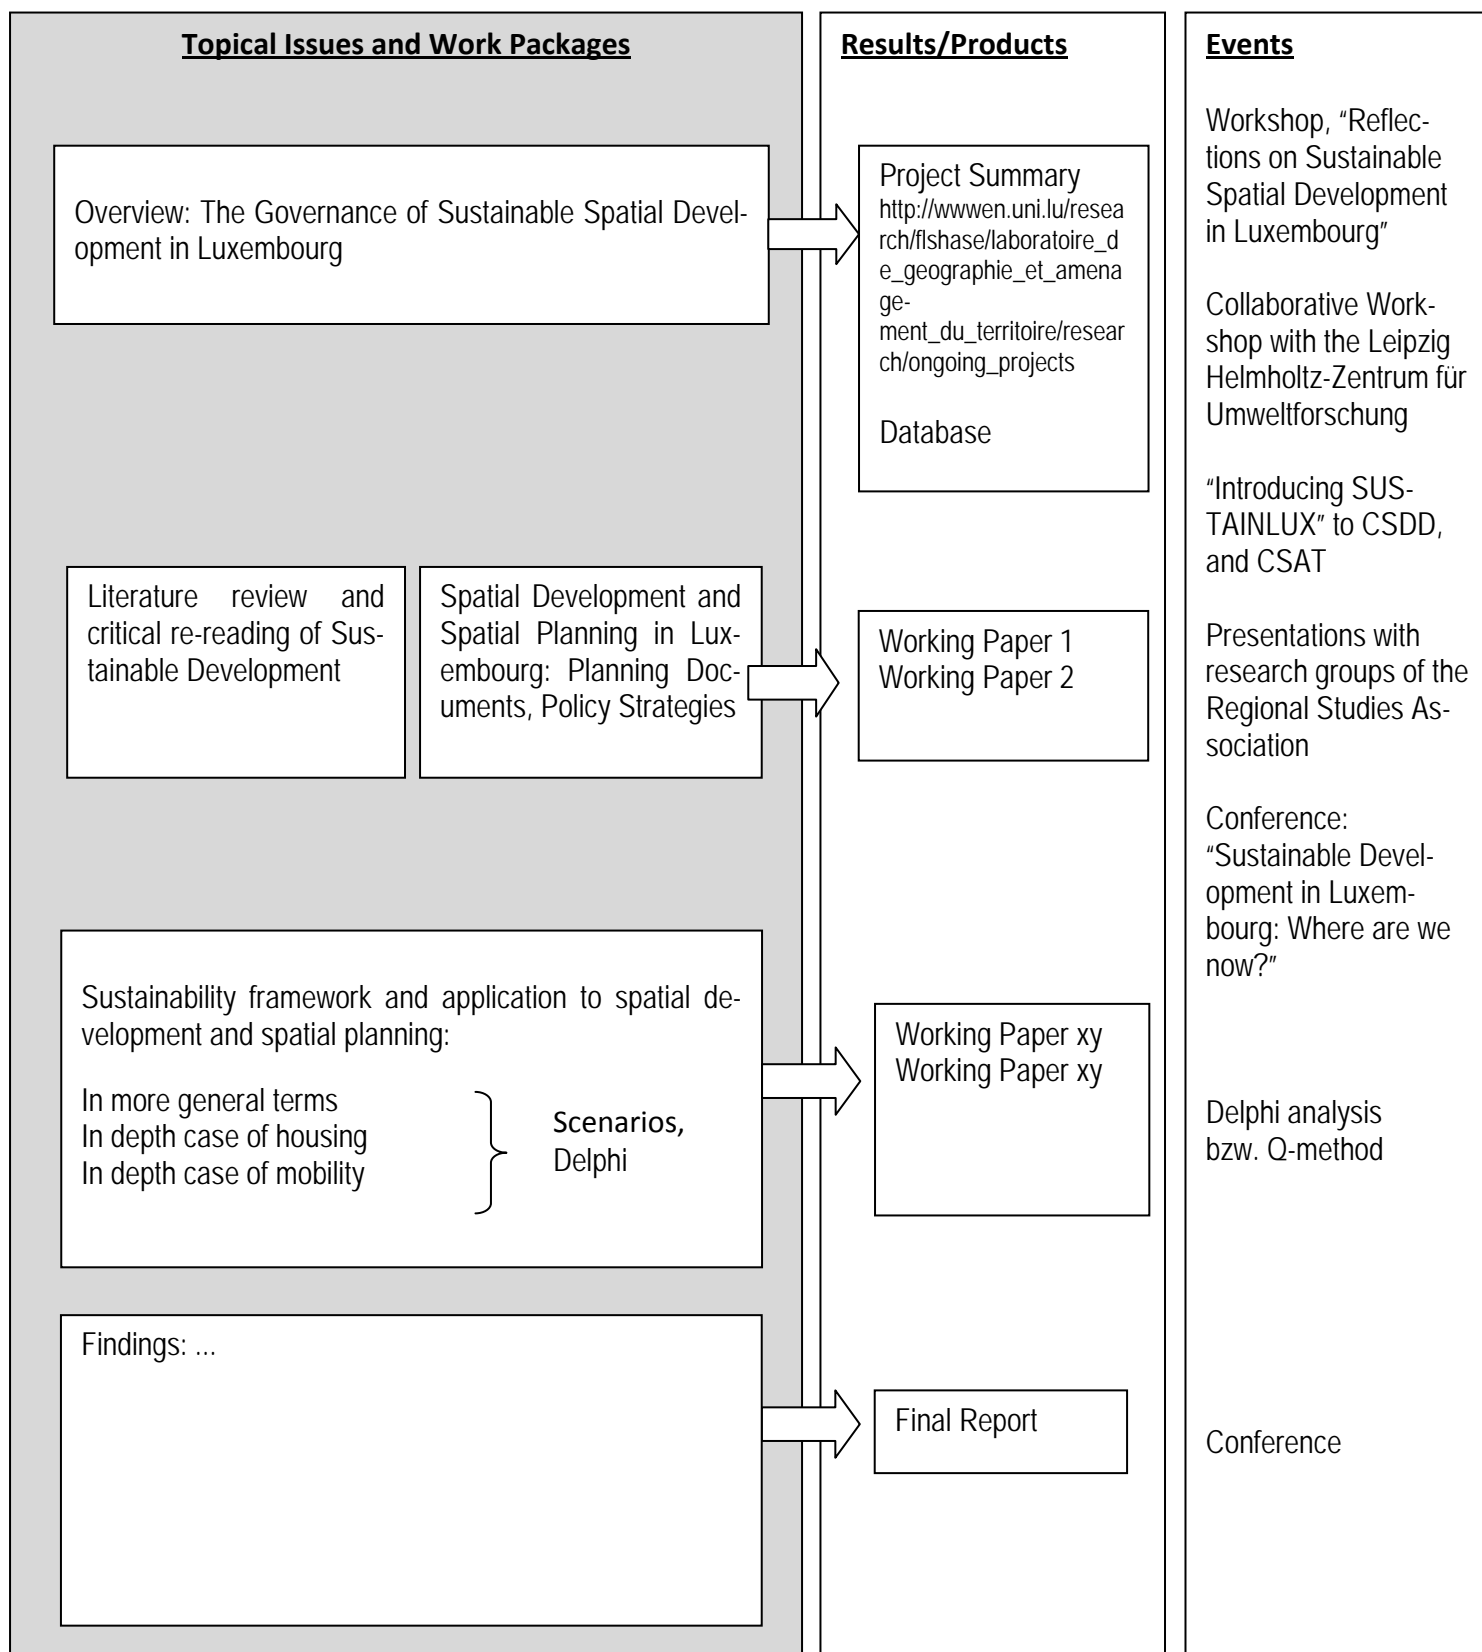 Topical Issues and Work Packages
Overview: The Governance of Sustainable Spatial Devel-
opment in Luxembourg
Literature review and
critical re-reading of Sus-
tainable Development
Spatial Development and
Spatial Planning in Lux-
embourg: Planning Doc-
uments, Policy Strategies
Sustainability framework and application to spatial de-
velopment and spatial planning:
In more general terms
In depth case of housing
In depth case of mobility
Scenarios,
Delphi
Findings: ...
Results/Products
Project Summary
http://wwwen.uni.lu/resea
rch/flshase/laboratoire_d
e_geographie_et_amena
ge-
ment_du_territoire/resear
ch/ongoing_projects
Database
Working Paper 1
Working Paper 2
Working Paper xy
Working Paper xy
Final Report
Events
Workshop, “Reflec-
tions on Sustainable
Spatial Development
in Luxembourg”
Collaborative Work-
shop with the Leipzig
Helmholtz-Zentrum für
Umweltforschung
“Introducing SUS-
TAINLUX” to CSDD,
and CSAT
Presentations with
research groups of the
Regional Studies As-
sociation
Conference:
“Sustainable Devel-
opment in Luxem-
bourg: Where are we
now?”
Delphi analysis
bzw. Q-method
Conference